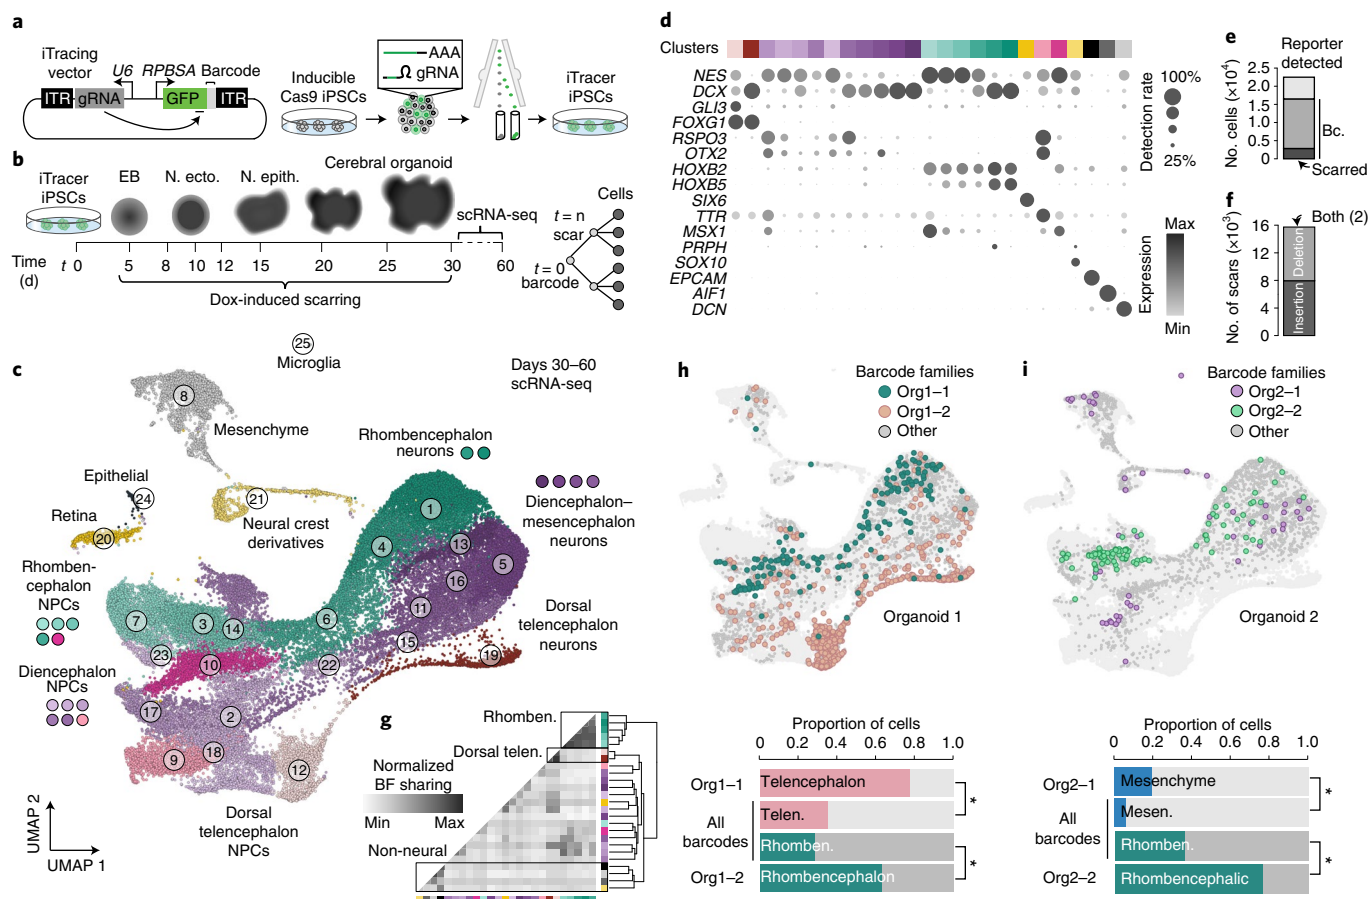 a
iTracing
vector
U6
RPBSA
Barcode
ITR
gRNA
GFP
ITR
Inducible
Cas9 iPSCs
AAA
gRNA
iTracer
iPSCs
b
iTracer
iPSCs
EB
N. ecto.
N. epith.
Cerebral organoid
scRNA-seq
Time
(d)
t 0
5
8
10
12
15
20
25
30
60
Dox-induced scarring
Cells
t = n
scar
t = 0
barcode
c
25
Microglia
Days 30–60
scRNA-seq
8
Mesenchyme
Epithelial
24
Retina
20
21
Neural crest
derivatives
Rhombencephalon
neurons
Diencephalon–
mesencephalon
neurons
Rhomben-
cephalon
NPCs
Diencephalon
NPCs
Dorsal
telencephalon
neurons
Dorsal
telencephalon
NPCs
1
4
13
5
16
11
6
15
7
3
14
23
10
22
19
17
2
18
9
12
UMAP 2
UMAP 1
d
Clusters
NES
DCX
GLI3
FOXG1
RSPO3
OTX2
HOXB2
HOXB5
SIX6
TTR
MSX1
PRPH
SOX10
EPCAM
AIF1
DCN
Detection rate
100%
25%
Expression
Max
Min
e
Reporter
detected
No. cells (×10⁴)
2.5
2.0
1.5
1.0
0.5
0
Bc.
Scarred
f
Both (2)
No. of scars (×10³)
16
12
8
4
0
Deletion
Insertion
g
Rhomben.
Dorsal telen.
Normalized
BF sharing
Min
Max
Non-neural
h
Barcode families
Org1–1
Org1–2
Other
Organoid 1
Proportion of cells
0 0.2 0.4 0.6 0.8 1.0
Org1–1
Telencephalon
*
All
barcodes
Telen.
Rhomben.
*
Org1–2
Rhombencephalon
i
Barcode families
Org2–1
Org2–2
Other
Organoid 2
Proportion of cells
0 0.2 0.4 0.6 0.8 1.0
Org2–1
Mesenchyme
*
All
barcodes
Mesen.
Rhomben.
*
Org2–2
Rhombencephalic